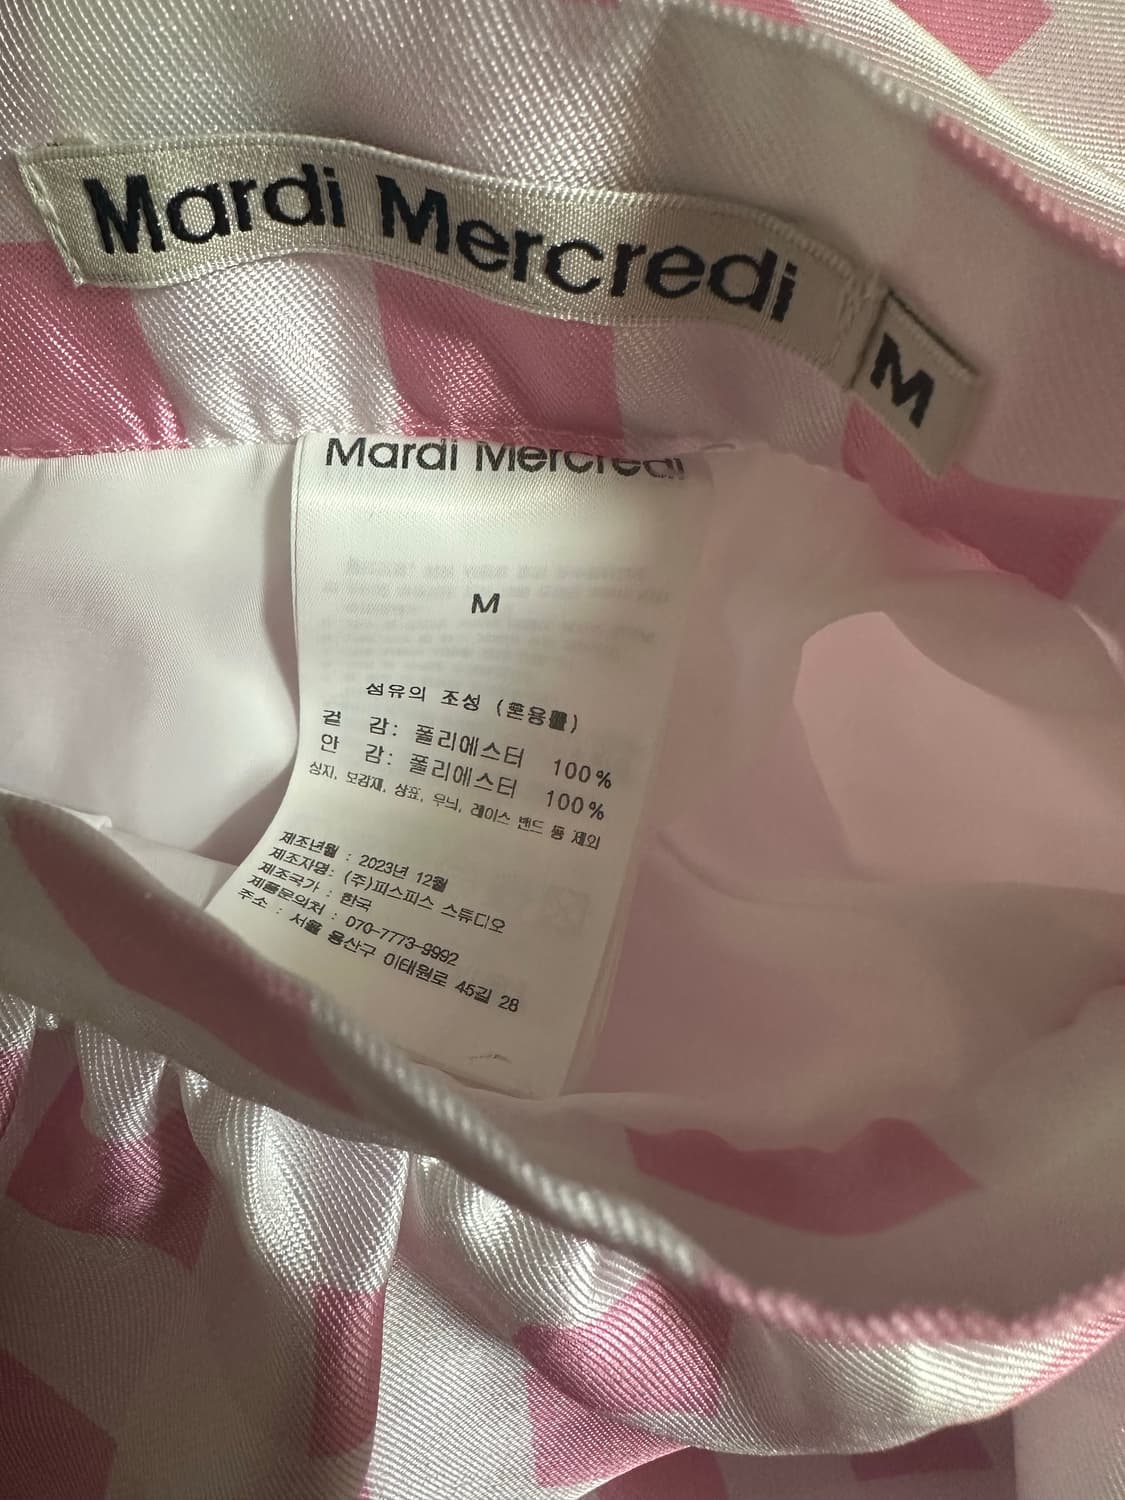 Mardi Mercredi
M
Mardi Mercredi
M
섬유의 조성 (혼용률)
겉 감: 폴리에스터 100%
안 감: 폴리에스터 100%
심지, 보강재, 상표, 무늬, 레이스 밴드 등 제외
제조년월 : 2023년 12월
제조자명: (주)피스피스 스튜디오
제조국가 : 한국
제품문의처 : 070-7773-9992
주소 : 서울 용산구 이태원로 45길 28